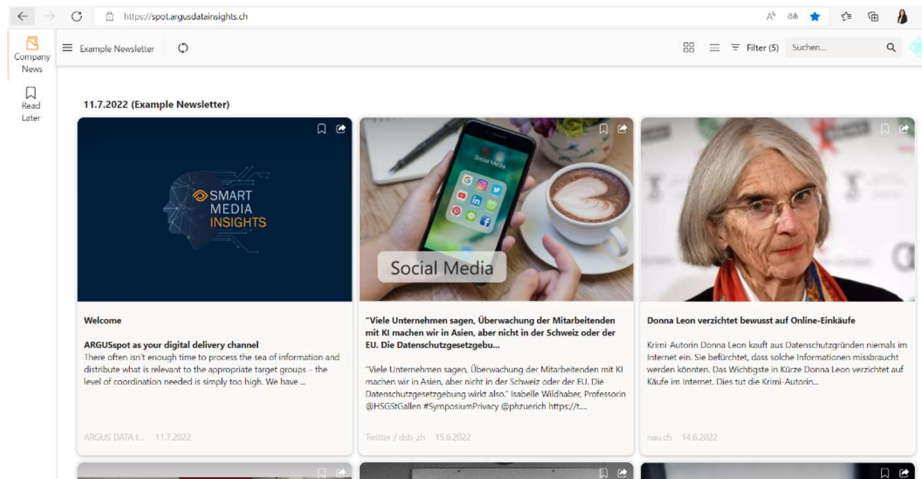 https://spot.argusdatainsights.ch
Company
News
Read
Later
Example Newsletter
Filter (5)
Suchen...
11.7.2022 (Example Newsletter)
SMART
MEDIA
INSIGHTS
Welcome
ARGUSspot as your digital delivery channel
There often isn't enough time to process the sea of information and
distribute what is relevant to the appropriate target groups – the
level of coordination needed is simply too high. We have ...
ARGUS DATA I... 11.7.2022
Social Media
Social Media
"Viele Unternehmen sagen, Überwachung der Mitarbeitenden
mit KI machen wir in Asien, aber nicht in der Schweiz oder der
EU. Die Datenschutzgesetzgebu...
"Viele Unternehmen sagen, Überwachung der Mitarbeitenden mit KI
machen wir in Asien, aber nicht in der Schweiz oder der EU. Die
Datenschutzgesetzgebung wirkt also." Isabelle Wildhaber, Professorin
@HSGStGallen #SymposiumPrivacy @phzuerich https://t....
Twitter / dsb_zh 15.6.2022
Donna Leon verzichtet bewusst auf Online-Einkäufe
Krimi-Autorin Donna Leon kauft aus Datenschutzgründen niemals im
Internet ein. Sie befürchtet, dass solche Informationen missbraucht
werden könnten. Das Wichtigste in Kürze Donna Leon verzichtet auf
Käufe im Internet. Dies tut die Krimi-Autorin...
nau.ch 14.6.2022